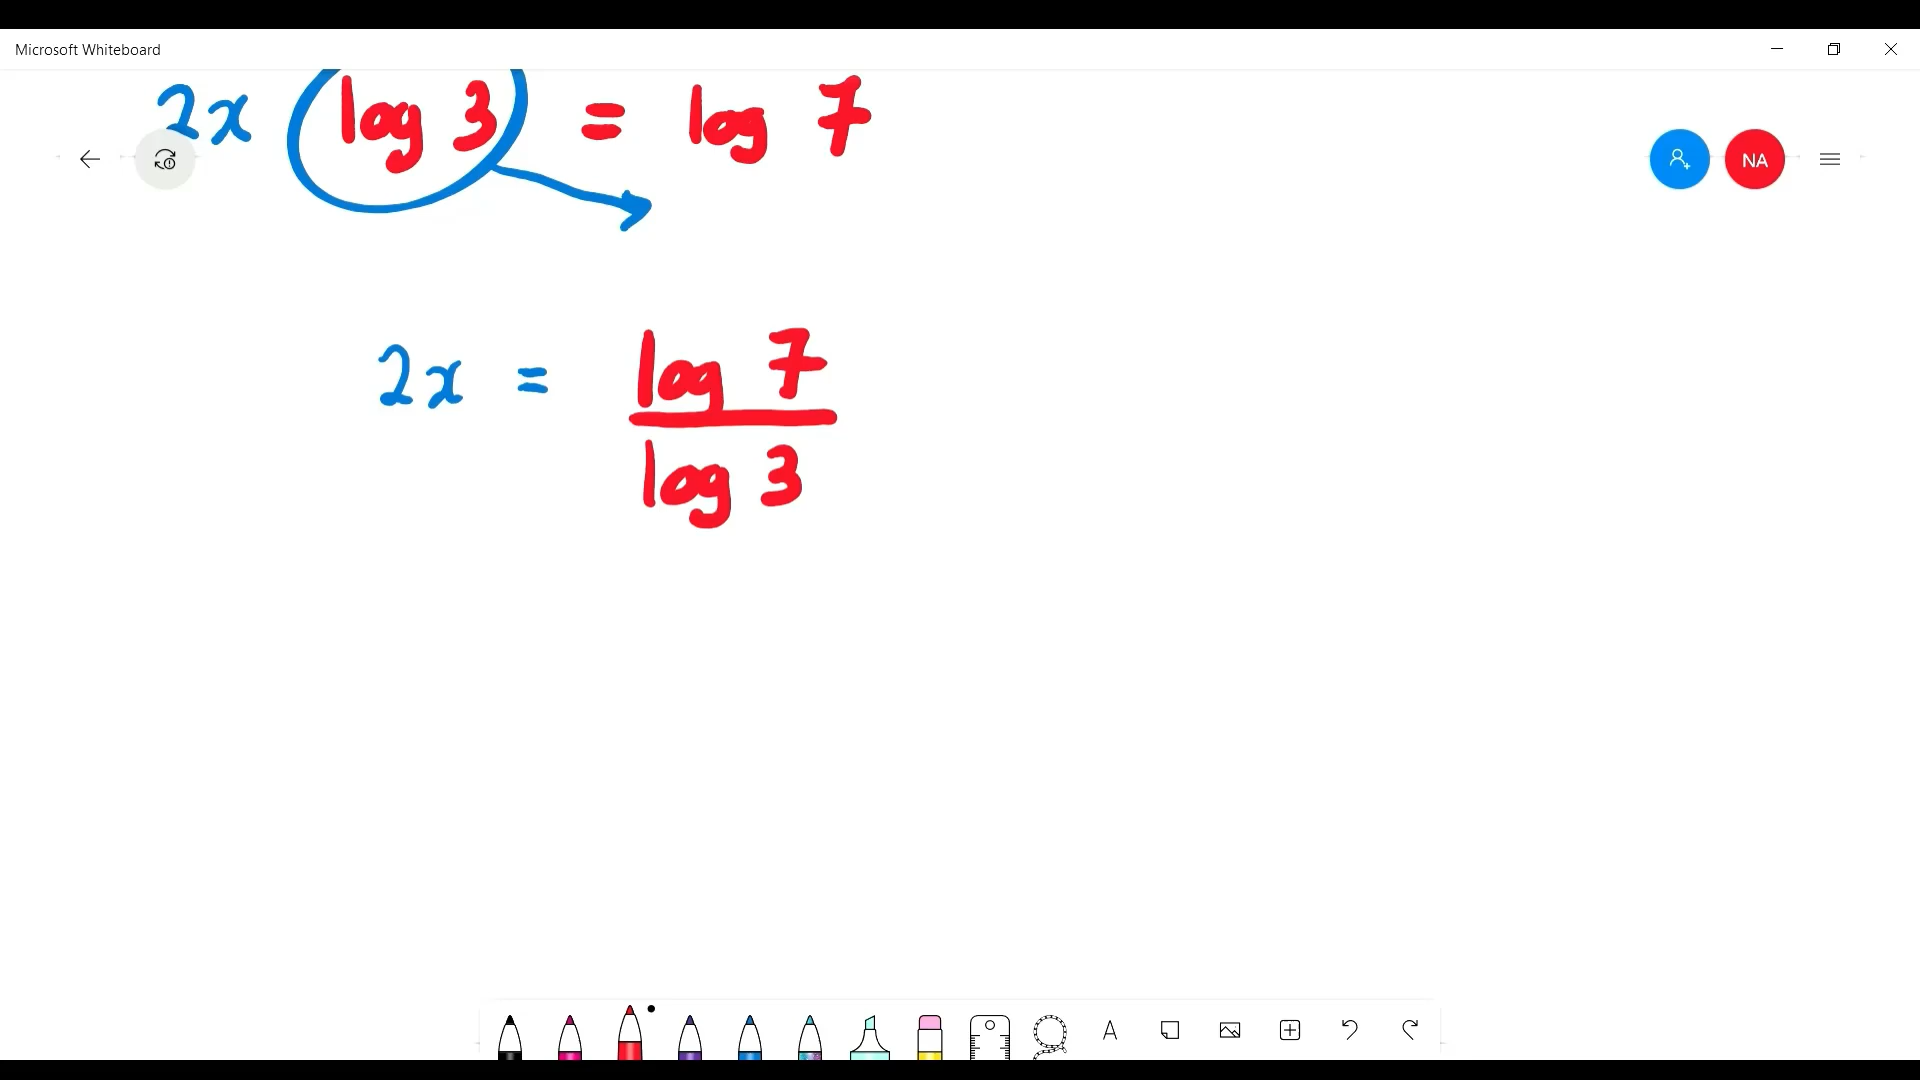 Microsoft Whiteboard
2x log 3 = log 7
NA
2x = log 7
log 3
A